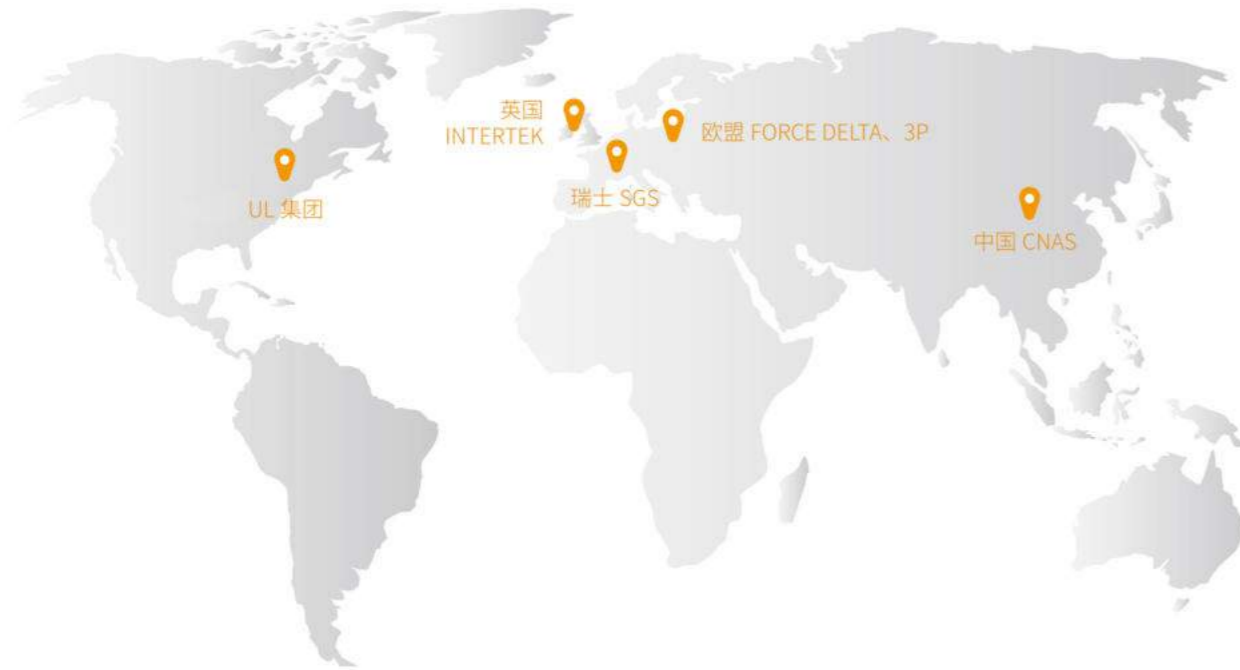 英国
INTERTEK
欧盟 FORCE DELTA、3P
瑞士 SGS
UL 集团
中国 CNAS